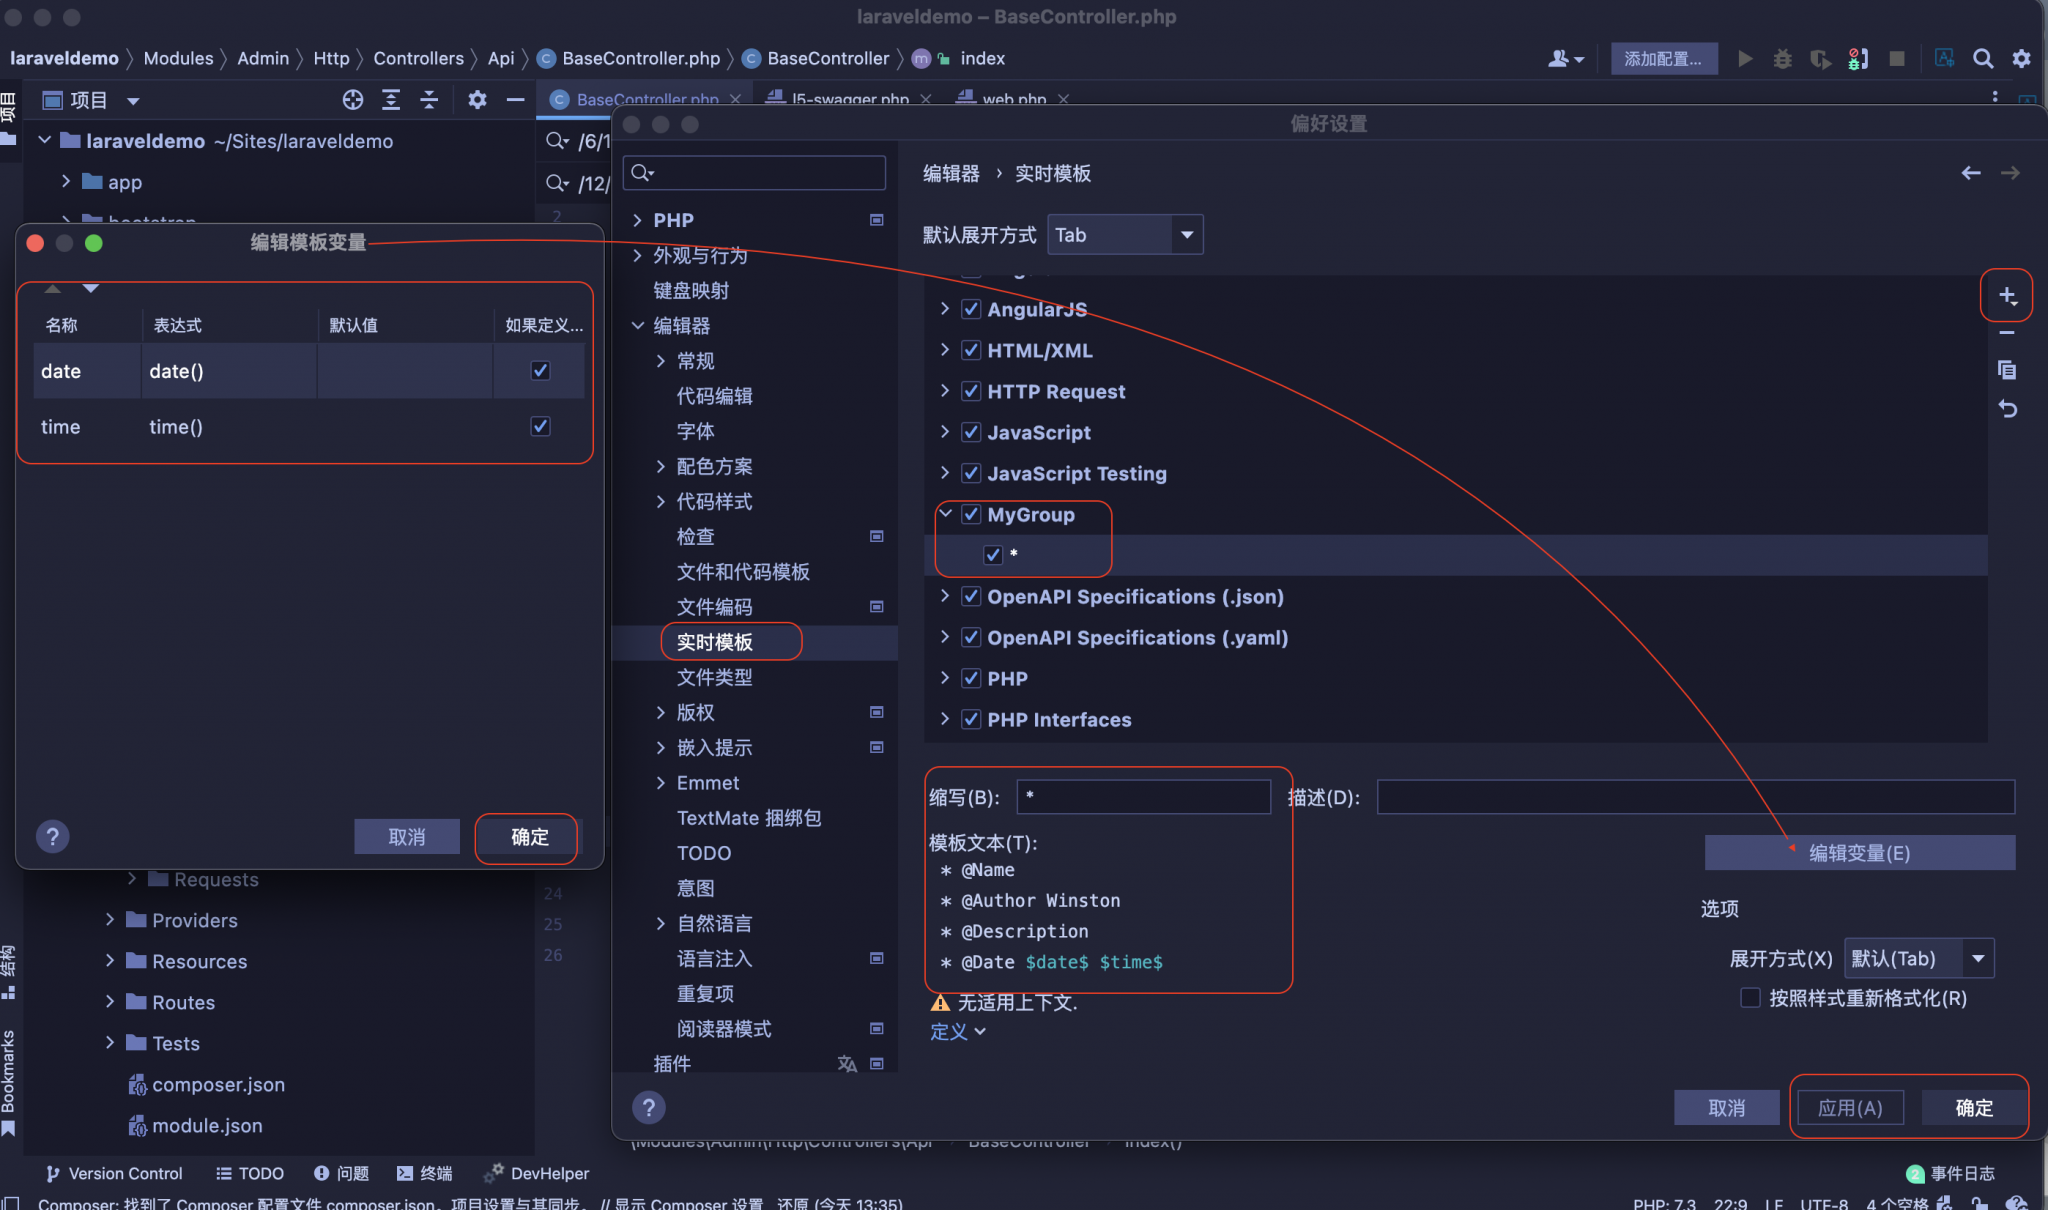 laraveldemo – BaseController.php
laraveldemo Modules Admin Http Controllers Api BaseController.php BaseController index
添加配置...
项目
项目
BaseController.php
l5-swagger.php
web.php
laraveldemo ~/Sites/laraveldemo
app
bootstrap
/6/1
/12/
2
编辑模板变量
名称 表达式 默认值 如果定义...
date date()
time time()
取消 确定
Requests
Providers
Resources
Routes
Tests
composer.json
module.json
24
25
26
结构
Bookmarks
偏好设置
PHP
外观与行为
键盘映射
编辑器
常规
代码编辑
字体
配色方案
代码样式
检查
文件和代码模板
文件编码
实时模板
文件类型
版权
嵌入提示
Emmet
TextMate 捆绑包
TODO
意图
自然语言
语言注入
重复项
阅读器模式
插件
编辑器 › 实时模板
默认展开方式 Tab
AngularJS
HTML/XML
HTTP Request
JavaScript
JavaScript Testing
MyGroup
*
OpenAPI Specifications (.json)
OpenAPI Specifications (.yaml)
PHP
PHP Interfaces
缩写(B): * 描述(D):
模板文本(T):
* @Name
* @Author Winston
* @Description
* @Date $date$ $time$
编辑变量(E)
选项
展开方式(X) 默认(Tab)
按照样式重新格式化(R)
无适用上下文.
定义
取消 应用(A) 确定
\Modules\Admin\Http\Controllers\Api BaseController index()
Version Control TODO 问题 终端 DevHelper 2 事件日志
Composer: 找到了 Composer 配置文件 composer.json。项目设置与其同步。 // 显示 Composer 设置 还原 (今天 13:35)
PHP: 7.3 22:9 LF UTF-8 4 个空格